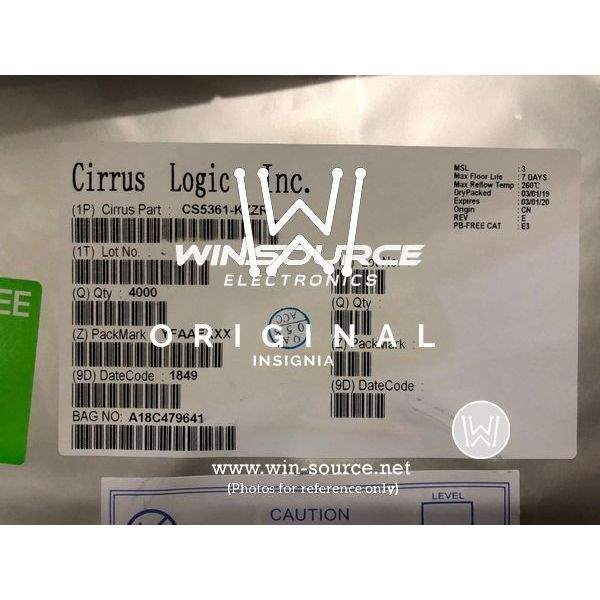 Cirrus Logic Inc.
MSL : 3
Max Floor Life : 7 DAYS
Max Reflow Temp : 260℃
DryPacked : 03/01/19
Expires : 03/01/20
Origin : CN
REV : E
PB-FREE CAT : E3
(1P) Cirrus Part :
(1T) Lot No.
WINSOURCE
ELECTRONICS
(Q) Qty : 4000
(Q) Qty :
(Z) PackMark
PackMark :
ORIGINAL
INSIGNIA
(9D) DateCode : 1849
(9D) DateCode :
BAG NO: A18C479641
EE
W
www.win-source.net
(Photos for reference only)
CAUTION
LEVEL